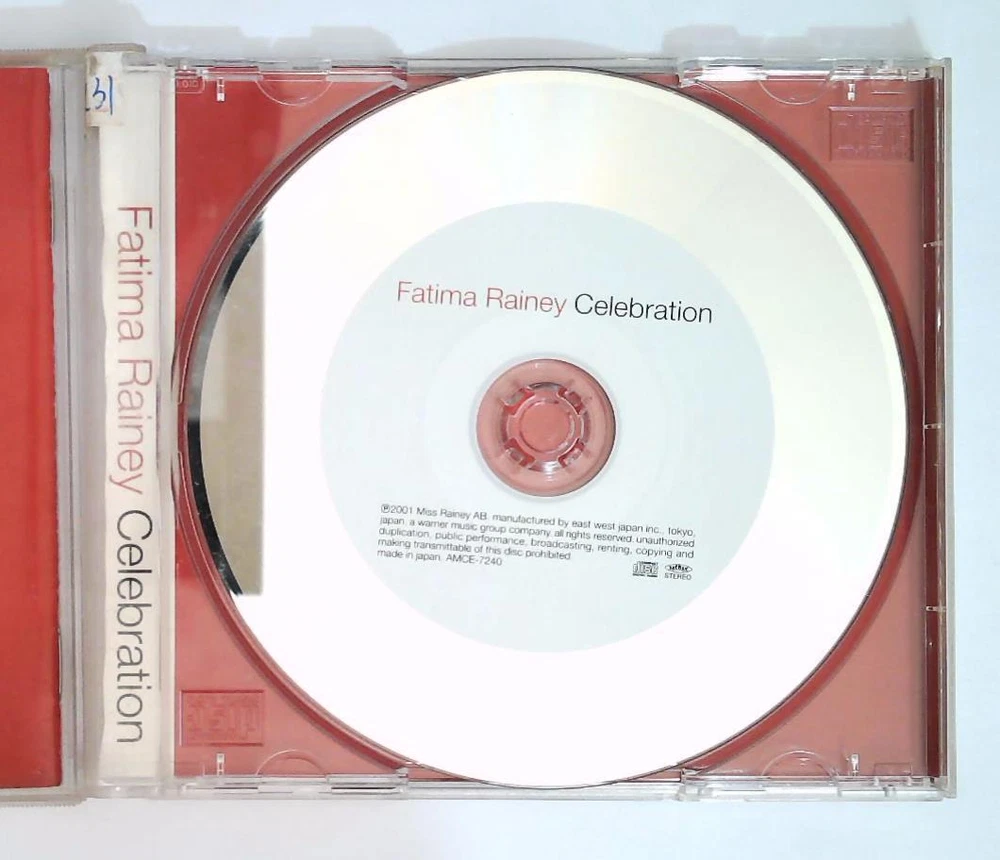 31
Fatima Rainey Celebration
Fatima Rainey Celebration
℗2001 Miss Rainey AB. manufactured by east west japan inc., tokyo,
japan. a warner music group company. all rights reserved. unauthorized
duplication, public performance, broadcasting, renting, copying and
making transmittable of this disc prohibited.
made in japan. AMCE-7240
STEREO